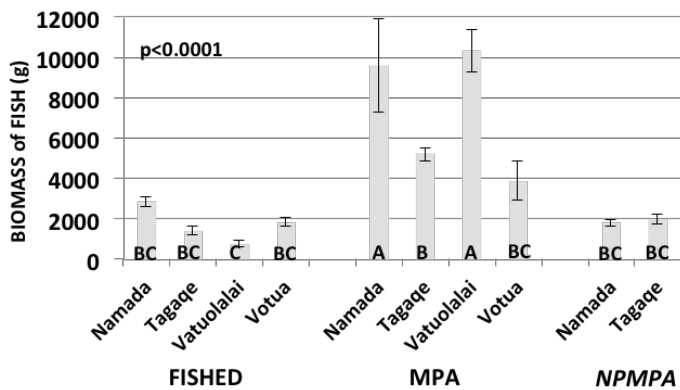 BIOMASS of FISH (g)
12000
10000
8000
6000
4000
2000
0
p<0.0001
BC BC C BC A B A BC BC BC
Namada Tagaqe Vatuolalai Votua Namada Tagaqe Vatuolalai Votua Namada Tagaqe
FISHED MPA NPMPA